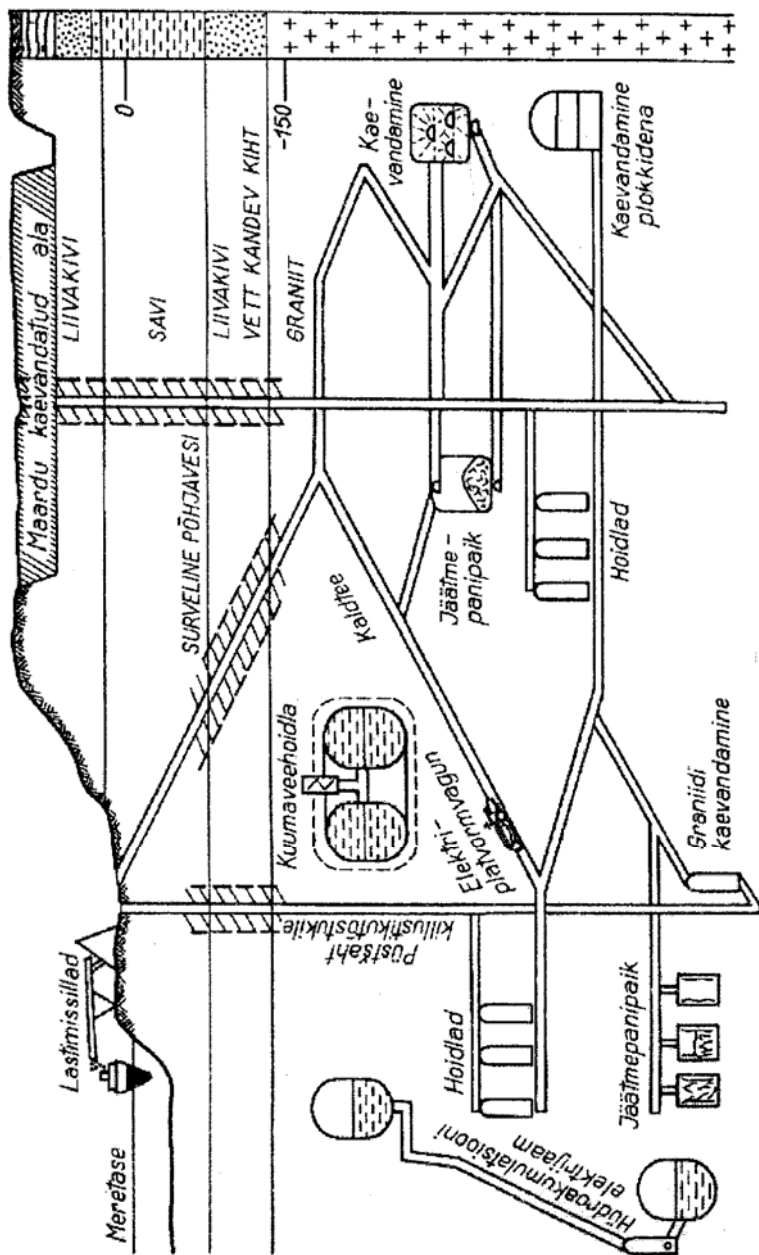 Meretase
Lastimissillad
Maardu kaevandatud ala
LIIVAKIVI
0
SAVI
LIIVAKIVI
VETT KANDEV KIHT
-150
GRANIIT
SURVELINE PÕHJAVESI
Püstšaht
killustikutõstukile
Kuumaveehoidla
Kaldtee
Elektri-
platvormvagun
Kae-
vandamine
Jäätme-
panipaik
Hoidlad
Kaevandamine
plokkidena
Hüdroakumulatsiooni
elektrijaam
Hoidlad
Jäätmepanipaik
Graniidi
kaevandamine